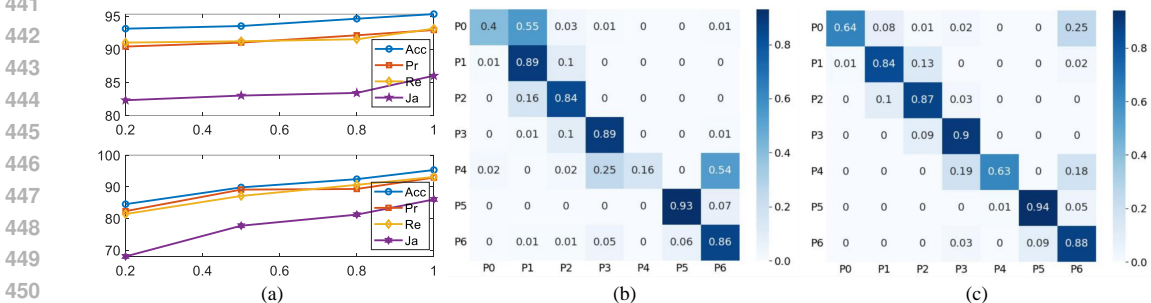 441
442
443
444
445
446
447
448
449
450
95
90
85
80
0.2 0.4 0.6 0.8 1
Acc
Pr
Re
Ja
100
90
80
70
0.2 0.4 0.6 0.8 1
Acc
Pr
Re
Ja
(a)
P0 0.4 0.55 0.03 0.01 0 0 0.01
P1 0.01 0.89 0.1 0 0 0 0
P2 0 0.16 0.84 0 0 0 0
P3 0 0.01 0.1 0.89 0 0 0.01
P4 0.02 0 0.02 0.25 0.16 0 0.54
P5 0 0 0 0 0 0.93 0.07
P6 0 0.01 0.01 0.05 0 0.06 0.86
P0 P1 P2 P3 P4 P5 P6
0.8
0.6
0.4
0.2
0.0
(b)
P0 0.64 0.08 0.01 0.02 0 0 0.25
P1 0.01 0.84 0.13 0 0 0 0.02
P2 0 0.1 0.87 0.03 0 0 0
P3 0 0 0.09 0.9 0 0 0
P4 0 0 0 0.19 0.63 0 0.18
P5 0 0 0 0 0.01 0.94 0.05
P6 0 0 0 0.03 0 0.09 0.88
P0 P1 P2 P3 P4 P5 P6
0.8
0.6
0.4
0.2
0.0
(c)